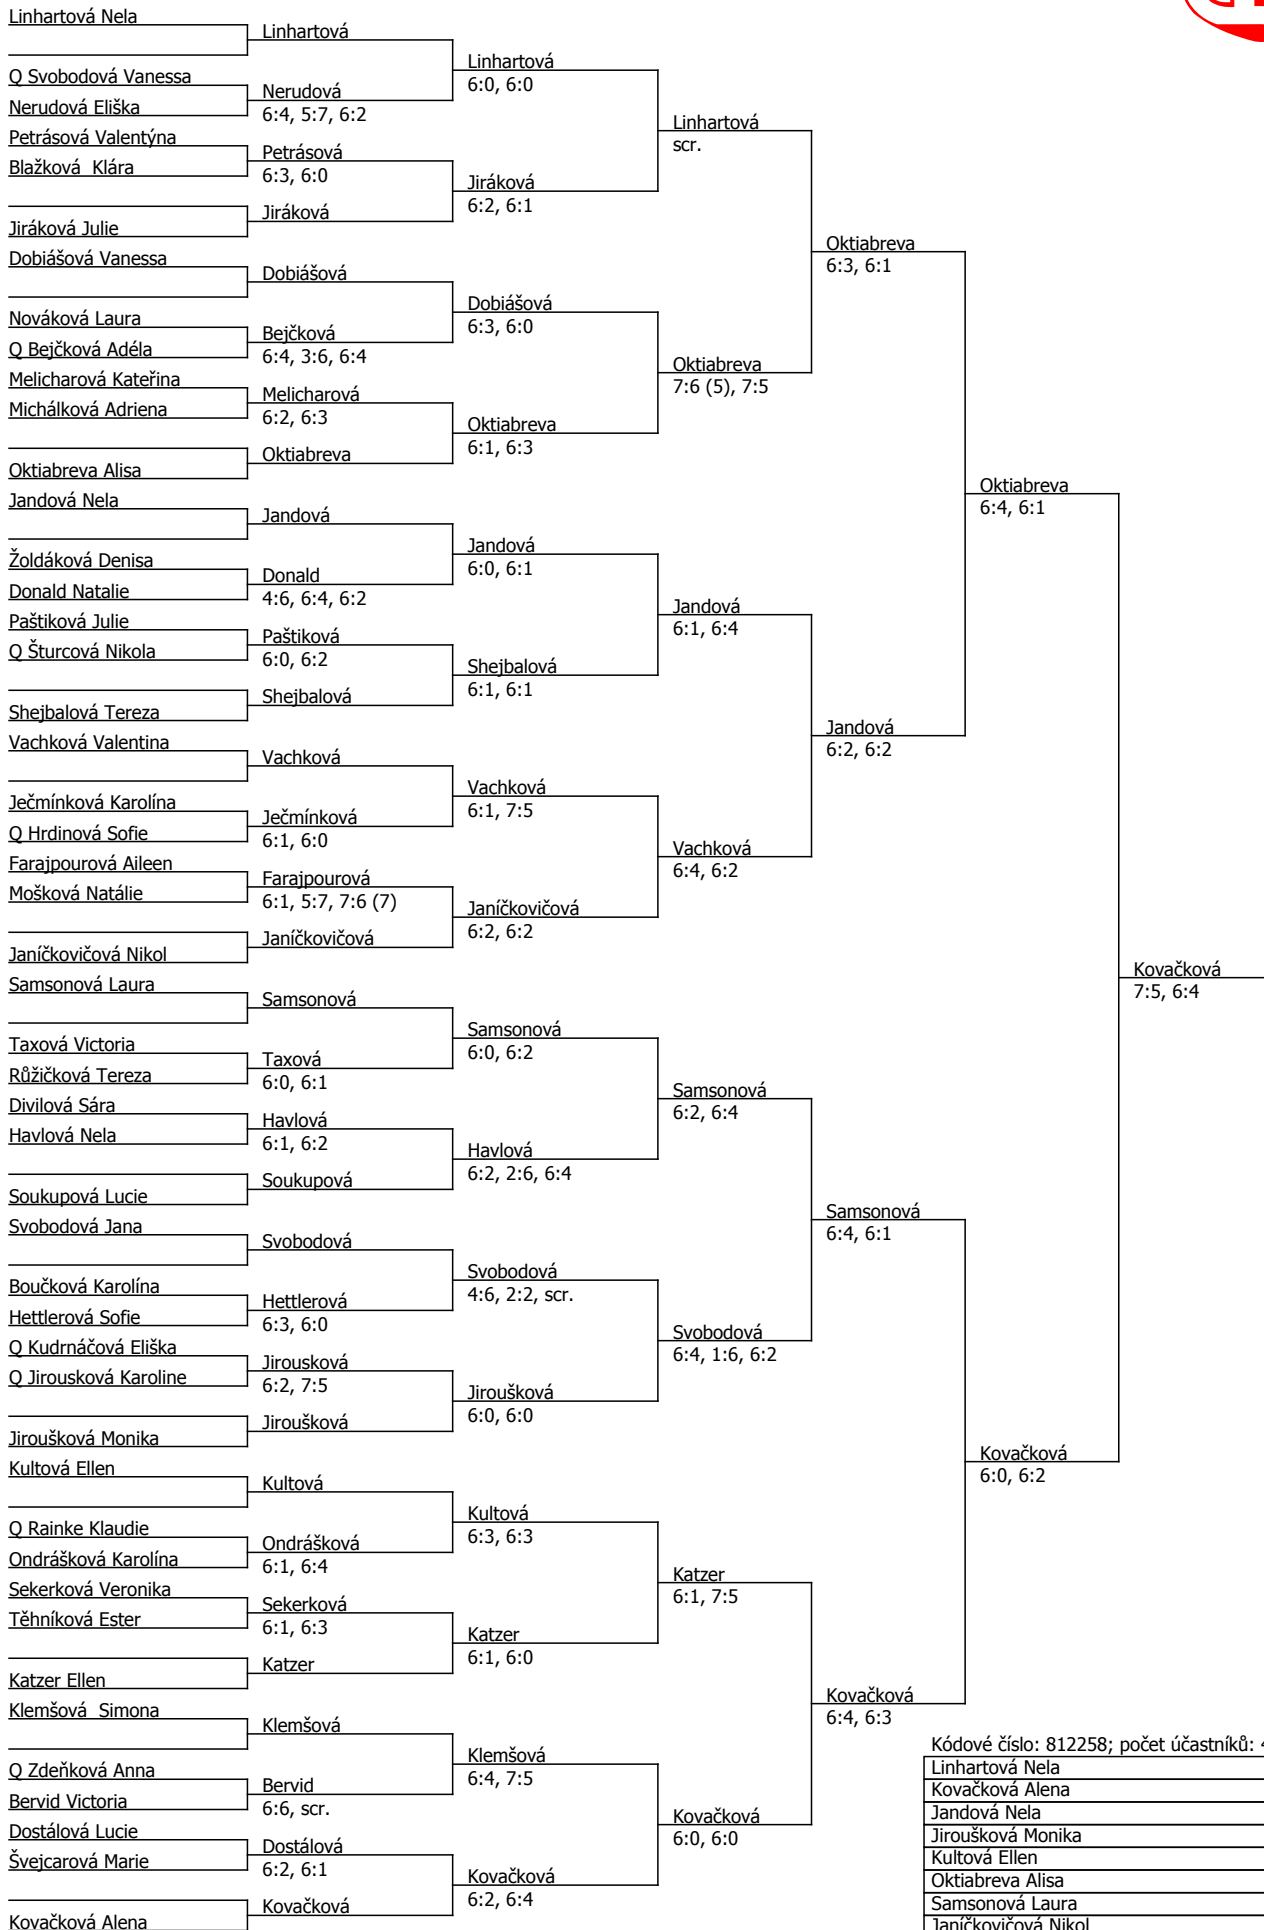 Linhartová Nela
Q Svobodová Vanessa
Nerudová Eliška
Petrásová Valentýna
Blažková  Klára
Jiráková Julie
Dobiášová Vanessa
Nováková Laura
Q Bejčková Adéla
Melicharová Kateřina
Michálková Adriena
Oktiabreva Alisa
Jandová Nela
Žoldáková Denisa
Donald Natalie
Paštiková Julie
Q Šturcová Nikola
Shejbalová Tereza
Vachková Valentina
Ječmínková Karolína
Q Hrdinová Sofie
Farajpourová Aileen
Mošková Natálie
Janíčkovičová Nikol
Samsonová Laura
Taxová Victoria
Růžičková Tereza
Divilová Sára
Havlová Nela
Soukupová Lucie
Svobodová Jana
Boučková Karolína
Hettlerová Sofie
Q Kudrnáčová Eliška
Q Jirousková Karoline
Jiroušková Monika
Kultová Ellen
Q Rainke Klaudie
Ondrášková Karolína
Sekerková Veronika
Těhníková Ester
Katzer Ellen
Klemšová  Simona
Q Zdeňková Anna
Bervid Victoria
Dostálová Lucie
Švejcarová Marie
Kovačková Alena
Linhartová
Nerudová
6:4, 5:7, 6:2
Petrásová
6:3, 6:0
Jiráková
Dobiášová
Bejčková
6:4, 3:6, 6:4
Melicharová
6:2, 6:3
Oktiabreva
Jandová
Donald
4:6, 6:4, 6:2
Paštiková
6:0, 6:2
Shejbalová
Vachková
Ječmínková
6:1, 6:0
Farajpourová
6:1, 5:7, 7:6 (7)
Janíčkovičová
Samsonová
Taxová
6:0, 6:1
Havlová
6:1, 6:2
Soukupová
Svobodová
Hettlerová
6:3, 6:0
Jirousková
6:2, 7:5
Jiroušková
Kultová
Ondrášková
6:1, 6:4
Sekerková
6:1, 6:3
Katzer
Klemšová
Bervid
6:6, scr.
Dostálová
6:2, 6:1
Kovačková
Linhartová
6:0, 6:0
Jiráková
6:2, 6:1
Dobiášová
6:3, 6:0
Oktiabreva
6:1, 6:3
Jandová
6:0, 6:1
Shejbalová
6:1, 6:1
Vachková
6:1, 7:5
Janíčkovičová
6:2, 6:2
Samsonová
6:0, 6:2
Havlová
6:2, 2:6, 6:4
Svobodová
4:6, 2:2, scr.
Jiroušková
6:0, 6:0
Kultová
6:3, 6:3
Katzer
6:1, 6:0
Klemšová
6:4, 7:5
Kovačková
6:2, 6:4
Linhartová
scr.
Oktiabreva
7:6 (5), 7:5
Jandová
6:1, 6:4
Vachková
6:4, 6:2
Samsonová
6:2, 6:4
Svobodová
6:4, 1:6, 6:2
Katzer
6:1, 7:5
Kovačková
6:0, 6:0
Oktiabreva
6:3, 6:1
Jandová
6:2, 6:2
Samsonová
6:4, 6:1
Kovačková
6:4, 6:3
Oktiabreva
6:4, 6:1
Kovačková
6:0, 6:2
Kovačková
7:5, 6:4
Kódové číslo: 812258; počet účastníků:
Linhartová Nela
Kovačková Alena
Jandová Nela
Jiroušková Monika
Kultová Ellen
Oktiabreva Alisa
Samsonová Laura
Janíčkovičová Nikol